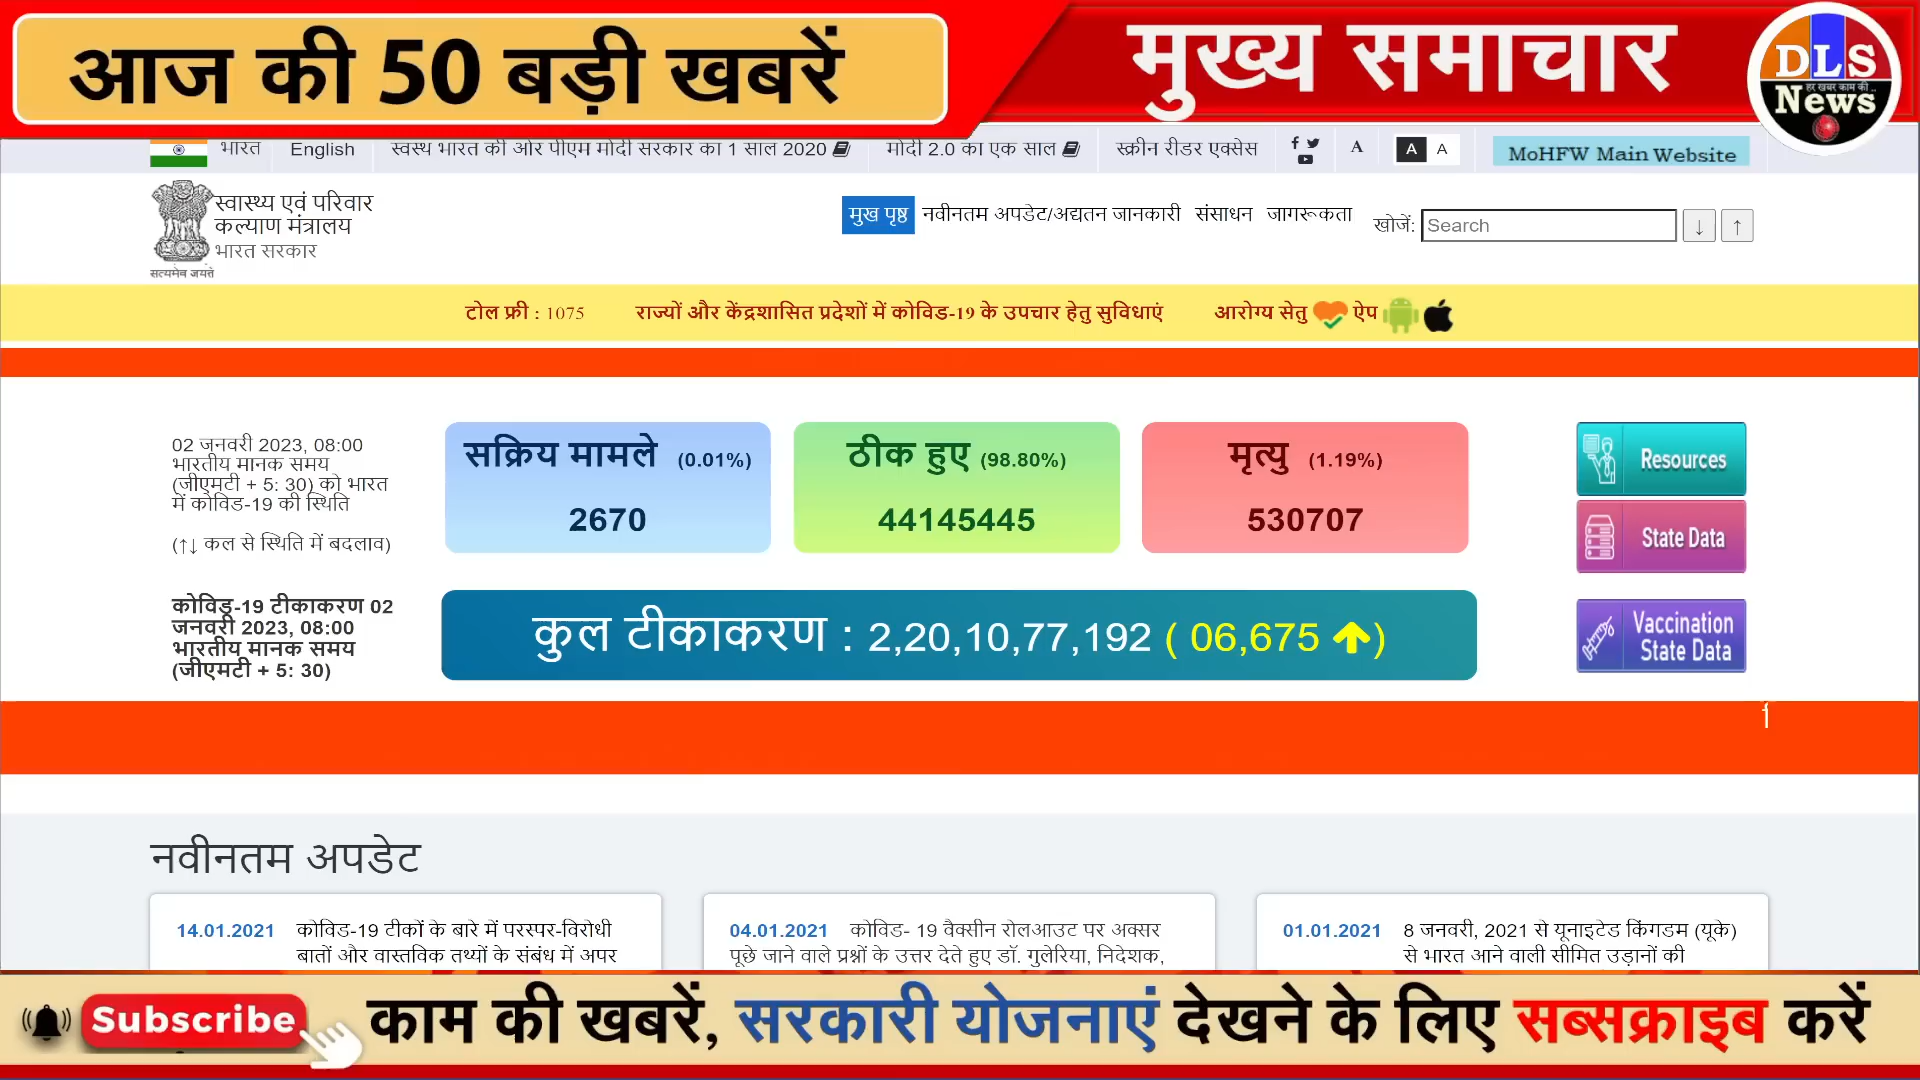 आज की 50 बड़ी खबरें
मुख्य समाचार
DLS
हर खबर काम की..
News
भारत English स्वस्थ भारत की ओर पीएम मोदी सरकार का 1 साल 2020 मोदी 2.0 का एक साल स्क्रीन रीडर एक्सेस A A A MoHFW Main Website
स्वास्थ्य एवं परिवार
कल्याण मंत्रालय
भारत सरकार
सत्यमेव जयते
मुख पृष्ठ नवीनतम अपडेट/अद्यतन जानकारी संसाधन जागरूकता खोजें: Search ↓ ↑
टोल फ्री : 1075 राज्यों और केंद्रशासित प्रदेशों में कोविड-19 के उपचार हेतु सुविधाएं आरोग्य सेतु ऐप
02 जनवरी 2023, 08:00
भारतीय मानक समय
(जीएमटी + 5: 30) को भारत
में कोविड-19 की स्थिति
(↑↓ कल से स्थिति में बदलाव)
सक्रिय मामले (0.01%)
2670
ठीक हुए (98.80%)
44145445
मृत्यु (1.19%)
530707
Resources
State Data
कोविड-19 टीकाकरण 02
जनवरी 2023, 08:00
भारतीय मानक समय
(जीएमटी + 5: 30)
कुल टीकाकरण : 2,20,10,77,192 ( 06,675 ↑)
Vaccination
State Data
नवीनतम अपडेट
14.01.2021 कोविड-19 टीकों के बारे में परस्पर-विरोधी
बातों और वास्तविक तथ्यों के संबंध में अपर
04.01.2021 कोविड- 19 वैक्सीन रोलआउट पर अक्सर
पूछे जाने वाले प्रश्नों के उत्तर देते हुए डॉ. गुलेरिया, निदेशक,
01.01.2021 8 जनवरी, 2021 से यूनाइटेड किंगडम (यूके)
से भारत आने वाली सीमित उड़ानों की
Subscribe काम की खबरें, सरकारी योजनाएं देखने के लिए सब्सक्राइब करें